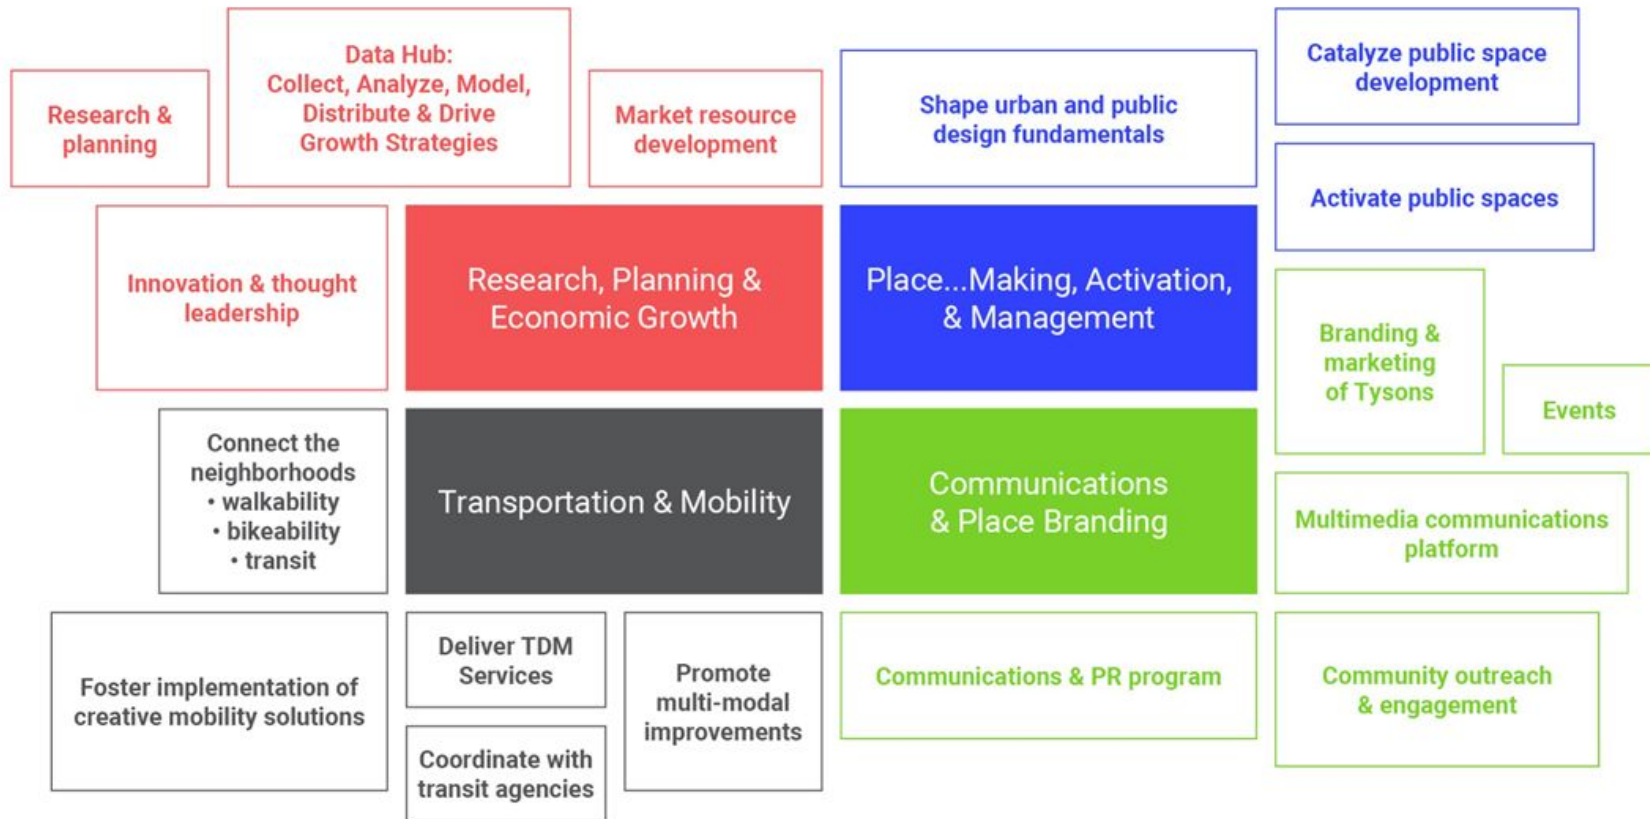 Research &
planning
Data Hub:
Collect, Analyze, Model,
Distribute & Drive
Growth Strategies
Market resource
development
Shape urban and public
design fundamentals
Catalyze public space
development
Activate public spaces
Innovation & thought
leadership
Research, Planning &
Economic Growth
Place...Making, Activation,
& Management
Branding &
marketing
of Tysons
Events
Connect the
neighborhoods
• walkability
• bikeability
• transit
Transportation & Mobility
Communications
& Place Branding
Multimedia communications
platform
Foster implementation of
creative mobility solutions
Deliver TDM
Services
Coordinate with
transit agencies
Promote
multi-modal
improvements
Communications & PR program
Community outreach
& engagement